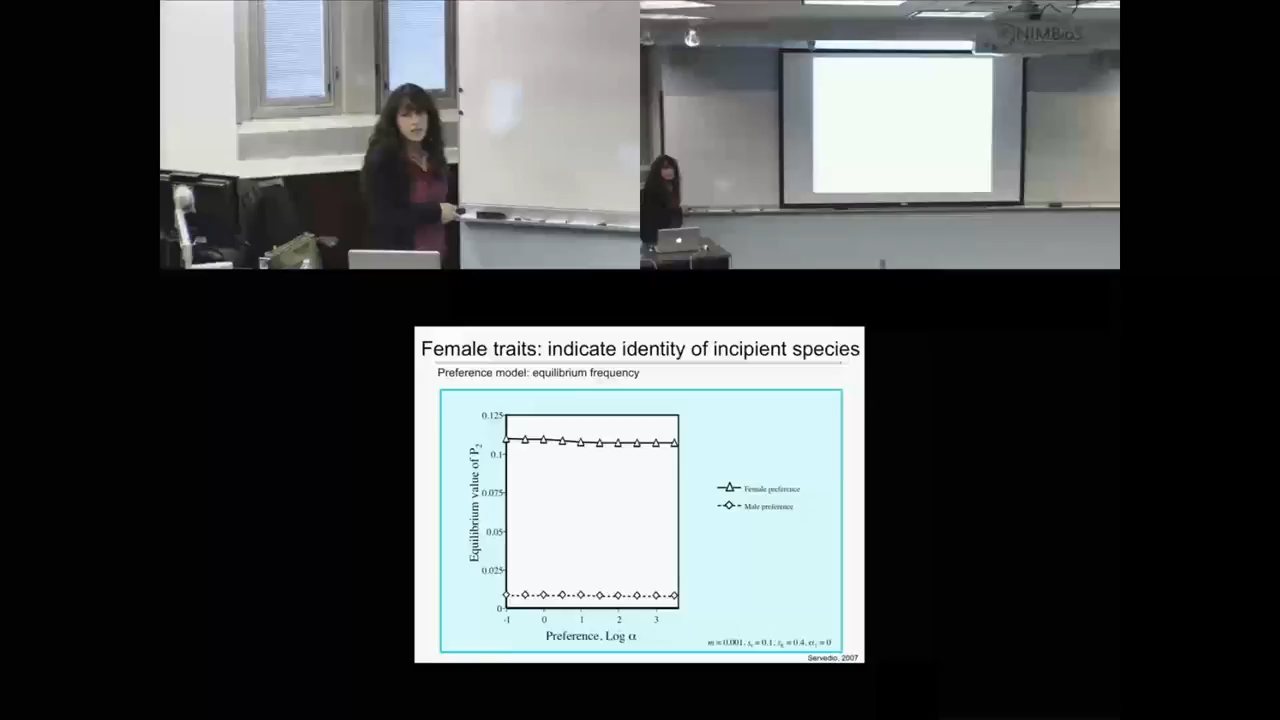 NIMBioS
Female traits: indicate identity of incipient species
Preference model: equilibrium frequency
0.125
0.1
0.075
0.05
0.025
0
Equilibrium value of P2
-1 0 1 2 3
Preference, Log α
Female preference
Male preference
Servedio, 2007